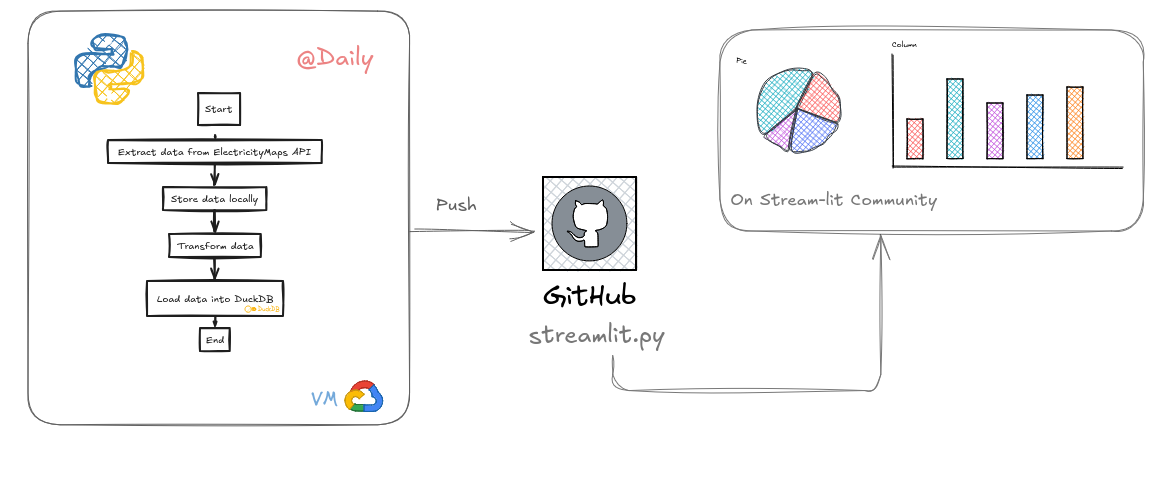 @Daily
Start
Extract data from ElectricityMaps API
Store data locally
Transform data
Load data into DuckDB
DuckDB
End
VM
Push
GitHub
streamlit.py
Pie
Column
On Stream-lit Community